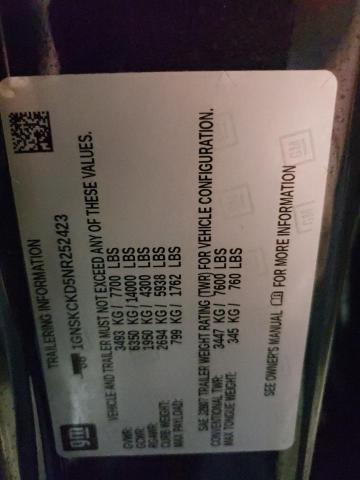 gm
TRAILERING INFORMATION
1GNSKCKD5NR252423
VEHICLE AND TRAILER MUST NOT EXCEED ANY OF THESE VALUES.
GVWR: 3493 KG / 7700 LBS
GCWR: 6350 KG / 14000 LBS
RGAWR: 1950 KG / 4300 LBS
CURB WEIGHT: 2694 KG / 5938 LBS
MAX PAYLOAD: 799 KG / 1762 LBS
SAE J2807 TRAILER WEIGHT RATING (TWR) FOR VEHICLE CONFIGURATION.
CONVENTIONAL TWR: 3447 KG / 7600 LBS
MAX TONGUE WEIGHT: 345 KG / 760 LBS
SEE OWNER'S MANUAL FOR MORE INFORMATION
GM
GM